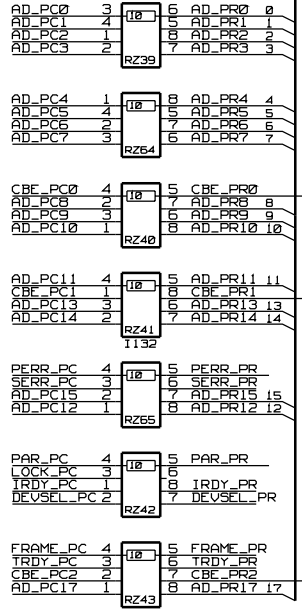 AD_PC0 3 10 6 AD_PR0 0
AD_PC1 4 5 AD_PR1 1
AD_PC2 1 8 AD_PR2 2
AD_PC3 2 7 AD_PR3 3
RZ39
AD_PC4 1 10 8 AD_PR4 4
AD_PC5 4 5 AD_PR5 5
AD_PC6 2 7 AD_PR6 6
AD_PC7 3 6 AD_PR7 7
RZ64
CBE_PC0 4 10 5 CBE_PR0
AD_PC8 2 7 AD_PR8 8
AD_PC9 3 6 AD_PR9 9
AD_PC10 1 8 AD_PR10 10
RZ40
AD_PC11 4 10 5 AD_PR11 11
CBE_PC1 1 8 CBE_PR1
AD_PC13 3 6 AD_PR13 13
AD_PC14 2 7 AD_PR14 14
RZ41
I132
PERR_PC 4 10 5 PERR_PR
SERR_PC 3 6 SERR_PR
AD_PC15 2 7 AD_PR15 15
AD_PC12 1 8 AD_PR12 12
RZ65
PAR_PC 4 10 5 PAR_PR
LOCK_PC 3 6
IRDY_PC 1 8 IRDY_PR
DEVSEL_PC 2 7 DEVSEL_PR
RZ42
FRAME_PC 4 10 5 FRAME_PR
TRDY_PC 3 6 TRDY_PR
CBE_PC2 2 7 CBE_PR2
AD_PC17 1 8 AD_PR17 17
RZ43